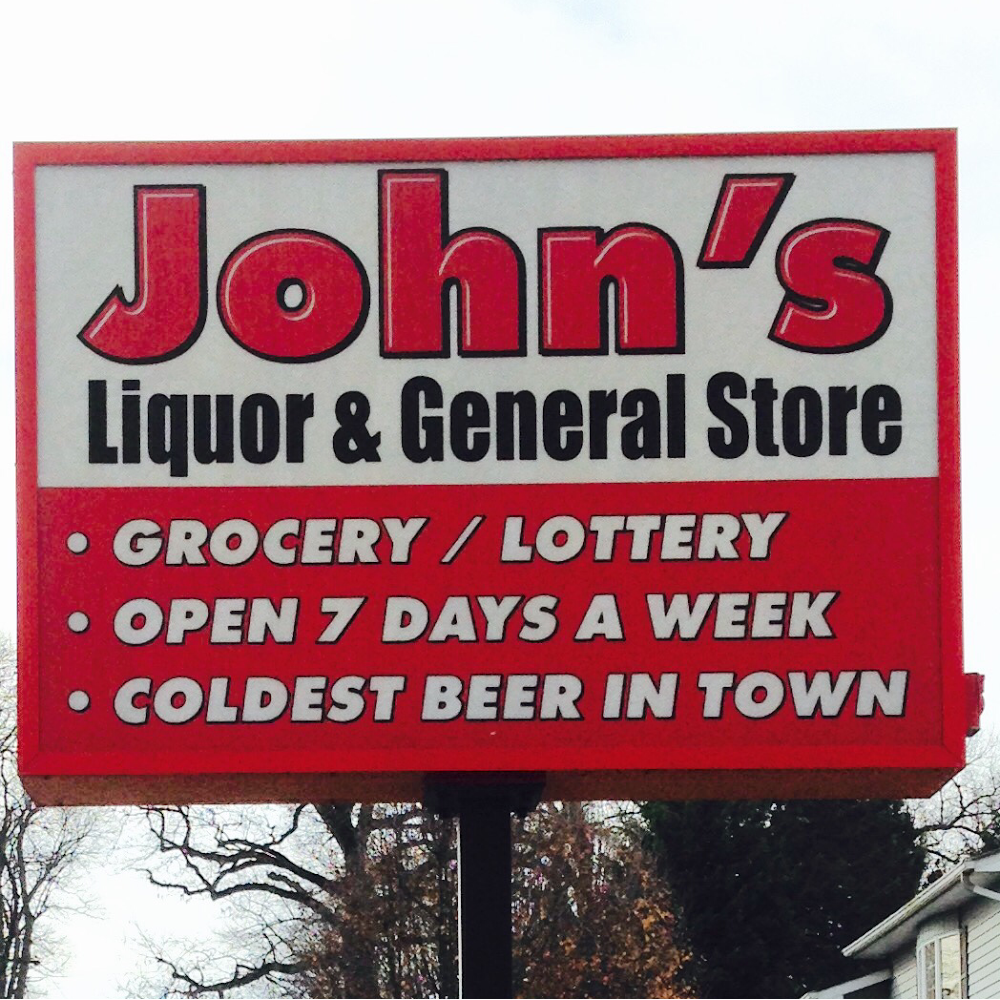 John's
Liquor & General Store
• GROCERY / LOTTERY
• OPEN 7 DAYS A WEEK
• COLDEST BEER IN TOWN